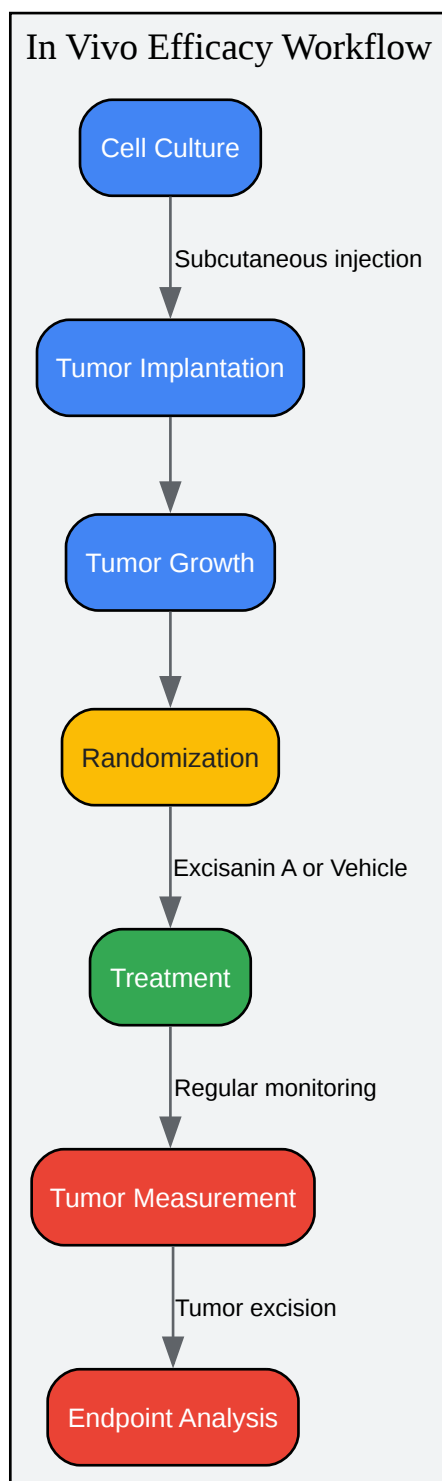 In Vivo Efficacy Workflow
Cell Culture
Subcutaneous injection
Tumor Implantation
Tumor Growth
Randomization
Excisanin A or Vehicle
Treatment
Regular monitoring
Tumor Measurement
Tumor excision
Endpoint Analysis